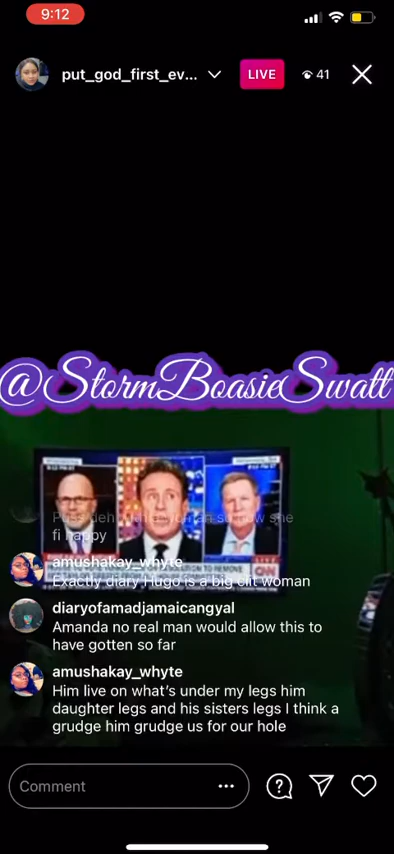 9:12
put_god_first_ev...
LIVE
41
@StormBoasieSwatt
fi happy
amushakay_whyte
Exactly diary Hugo is a big clit woman
CNN
diaryofamadjamaicangyal
Amanda no real man would allow this to
have gotten so far
amushakay_whyte
Him live on what's under my legs him
daughter legs and his sisters legs I think a
grudge him grudge us for our hole
Comment